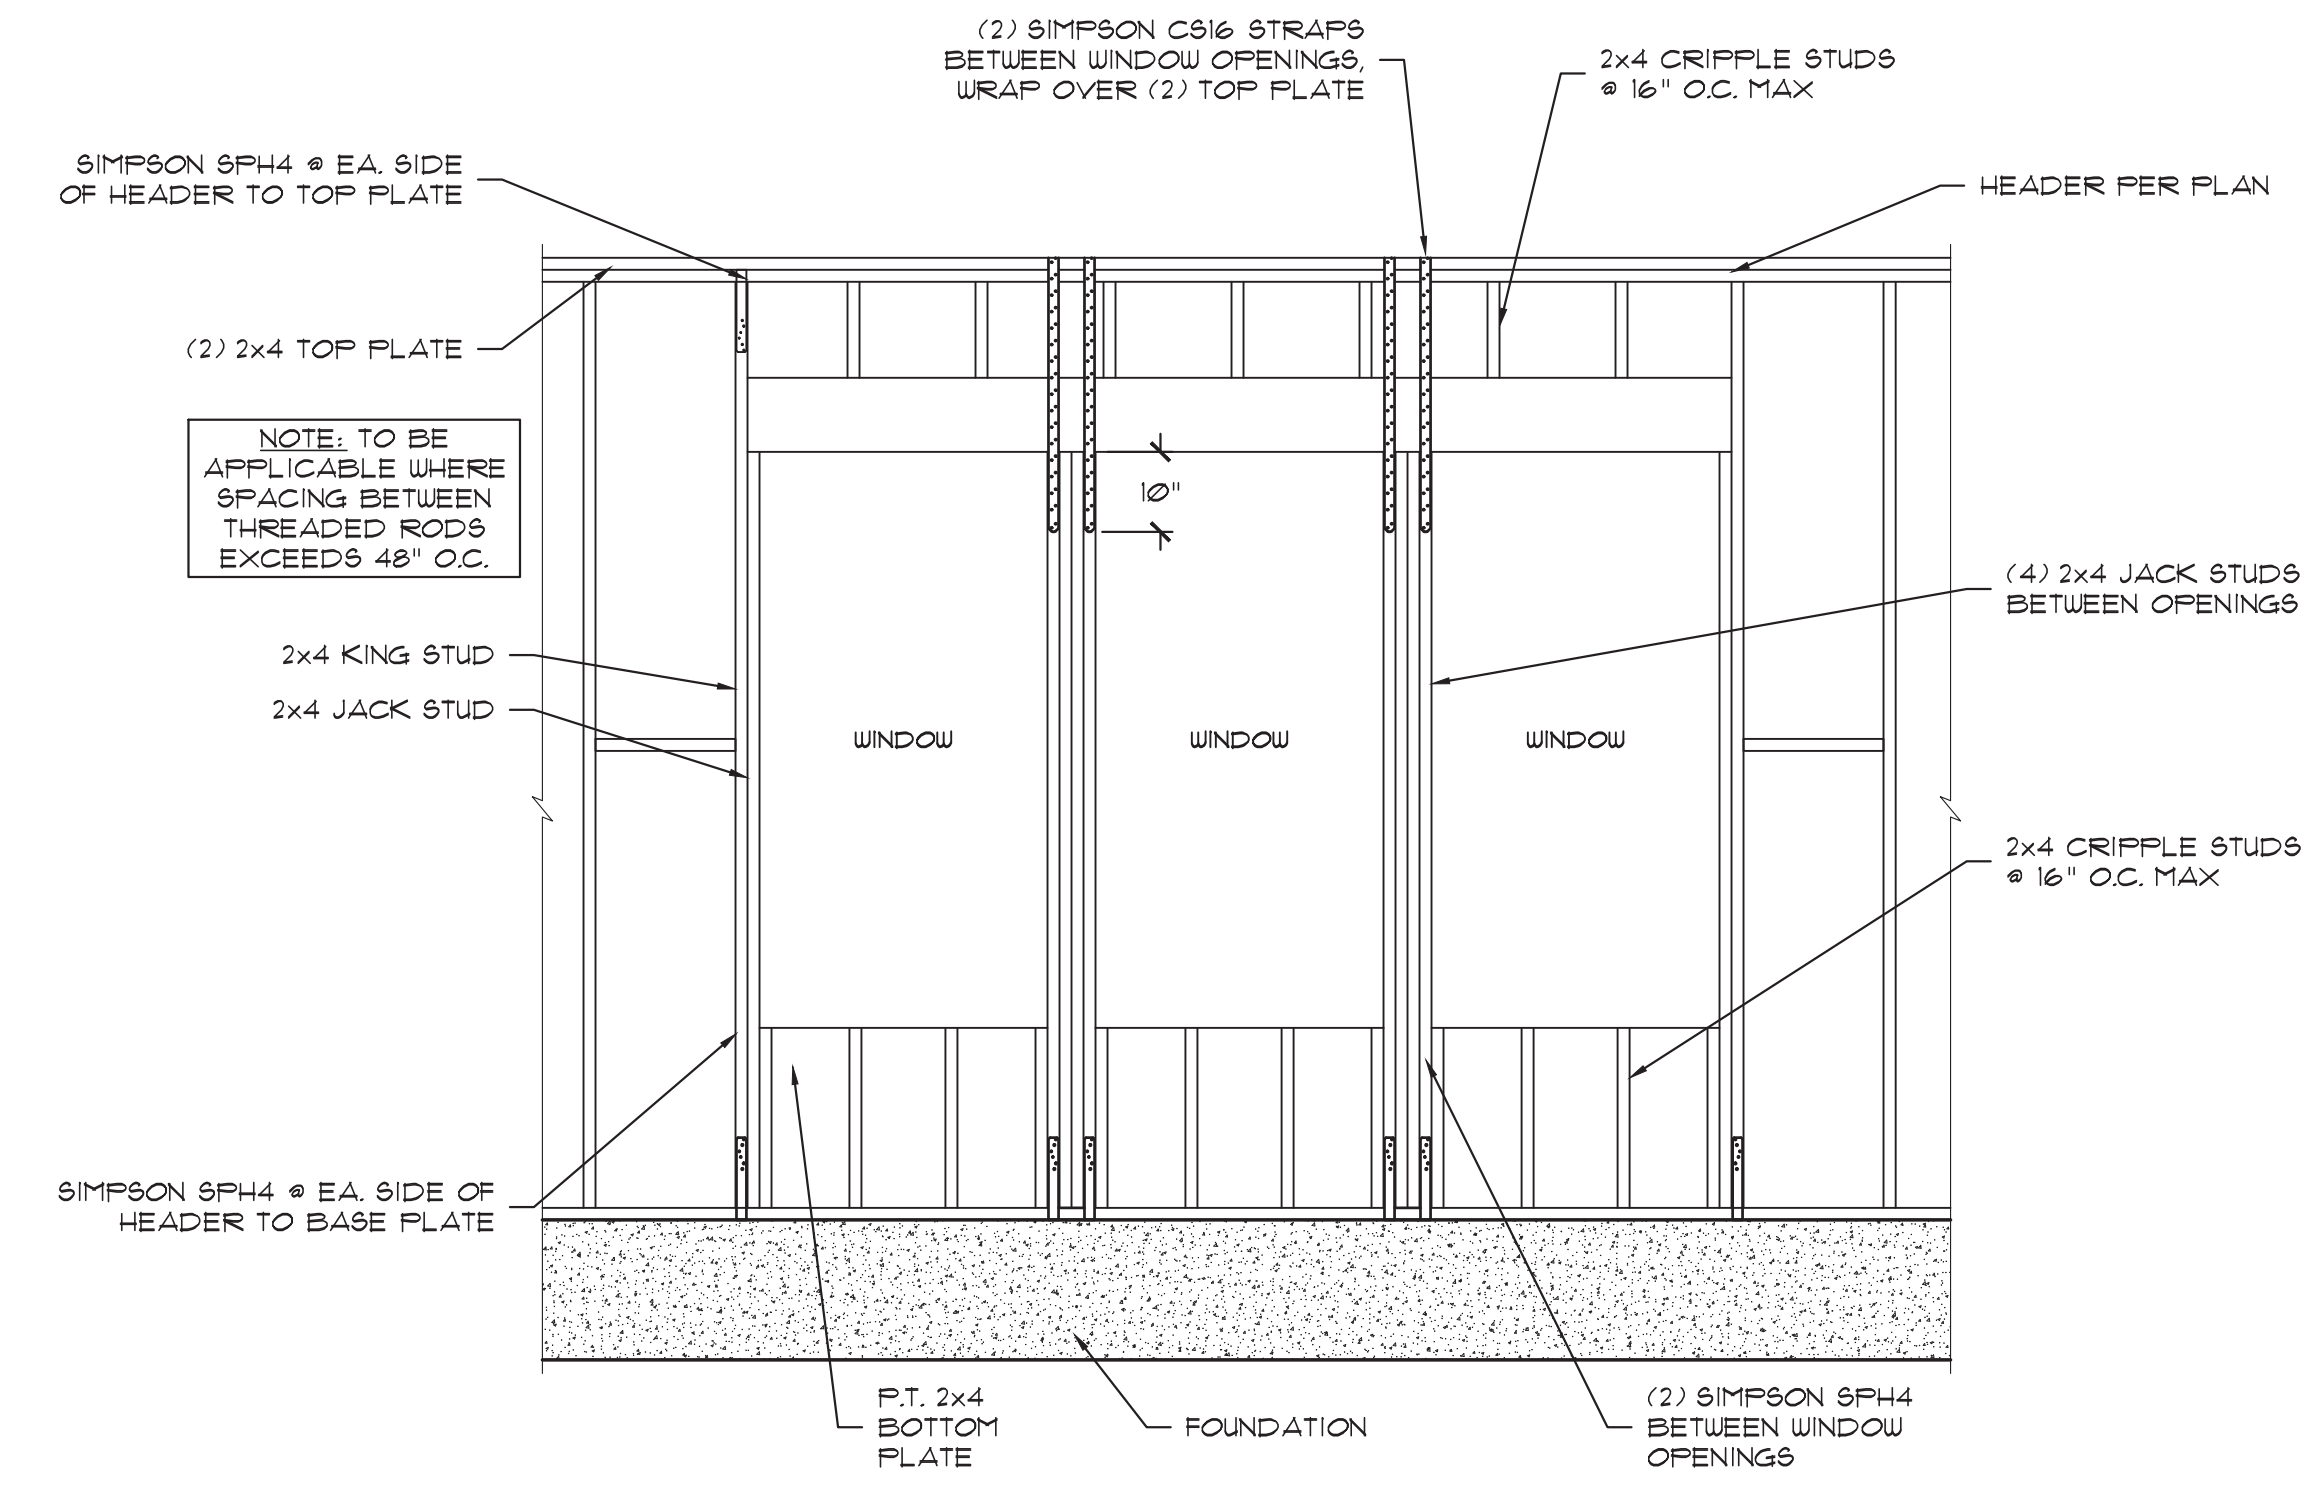 (2) SIMPSON CS16 STRAPS
BETWEEN WINDOW OPENINGS,
WRAP OVER (2) TOP PLATE
2x4 CRIPPLE STUDS
@ 16" O.C. MAX
SIMPSON SPH4 @ EA. SIDE
OF HEADER TO TOP PLATE
HEADER PER PLAN
(2) 2x4 TOP PLATE
NOTE: TO BE
APPLICABLE WHERE
SPACING BETWEEN
THREADED RODS
EXCEEDS 48" O.C.
10"
(4) 2x4 JACK STUDS
BETWEEN OPENINGS
2x4 KING STUD
2x4 JACK STUD
WINDOW
WINDOW
WINDOW
2x4 CRIPPLE STUDS
@ 16" O.C. MAX
SIMPSON SPH4 @ EA. SIDE OF
HEADER TO BASE PLATE
P.T. 2x4
BOTTOM
PLATE
FOUNDATION
(2) SIMPSON SPH4
BETWEEN WINDOW
OPENINGS